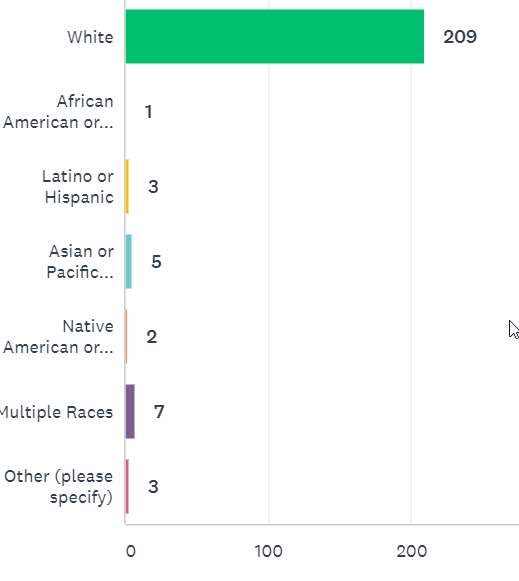 White
209
African
American or...
1
Latino or
Hispanic
3
Asian or
Pacific...
5
Native
American or...
2
Multiple Races
7
Other (please
specify)
3
0
100
200